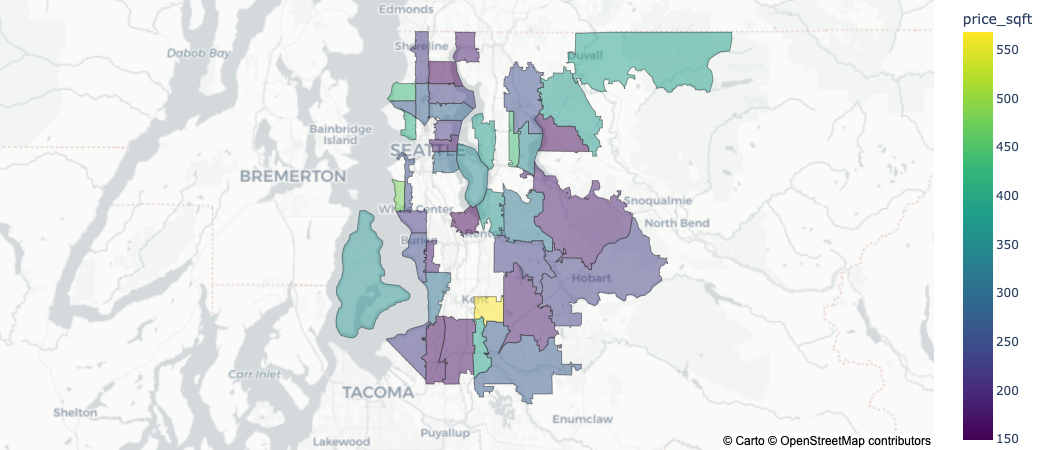 Edmonds
price_sqft
Shoreline
Dabob Bay
Duvall
550
500
Bainbridge
Island
SEATTLE
450
BREMERTON
400
Snoqualmie
White Center
North Bend
Renton
Burien
350
Hobart
Kent
300
250
Carr Inlet
TACOMA
200
Shelton
Enumclaw
Puyallup
Lakewood
150
© Carto © OpenStreetMap contributors